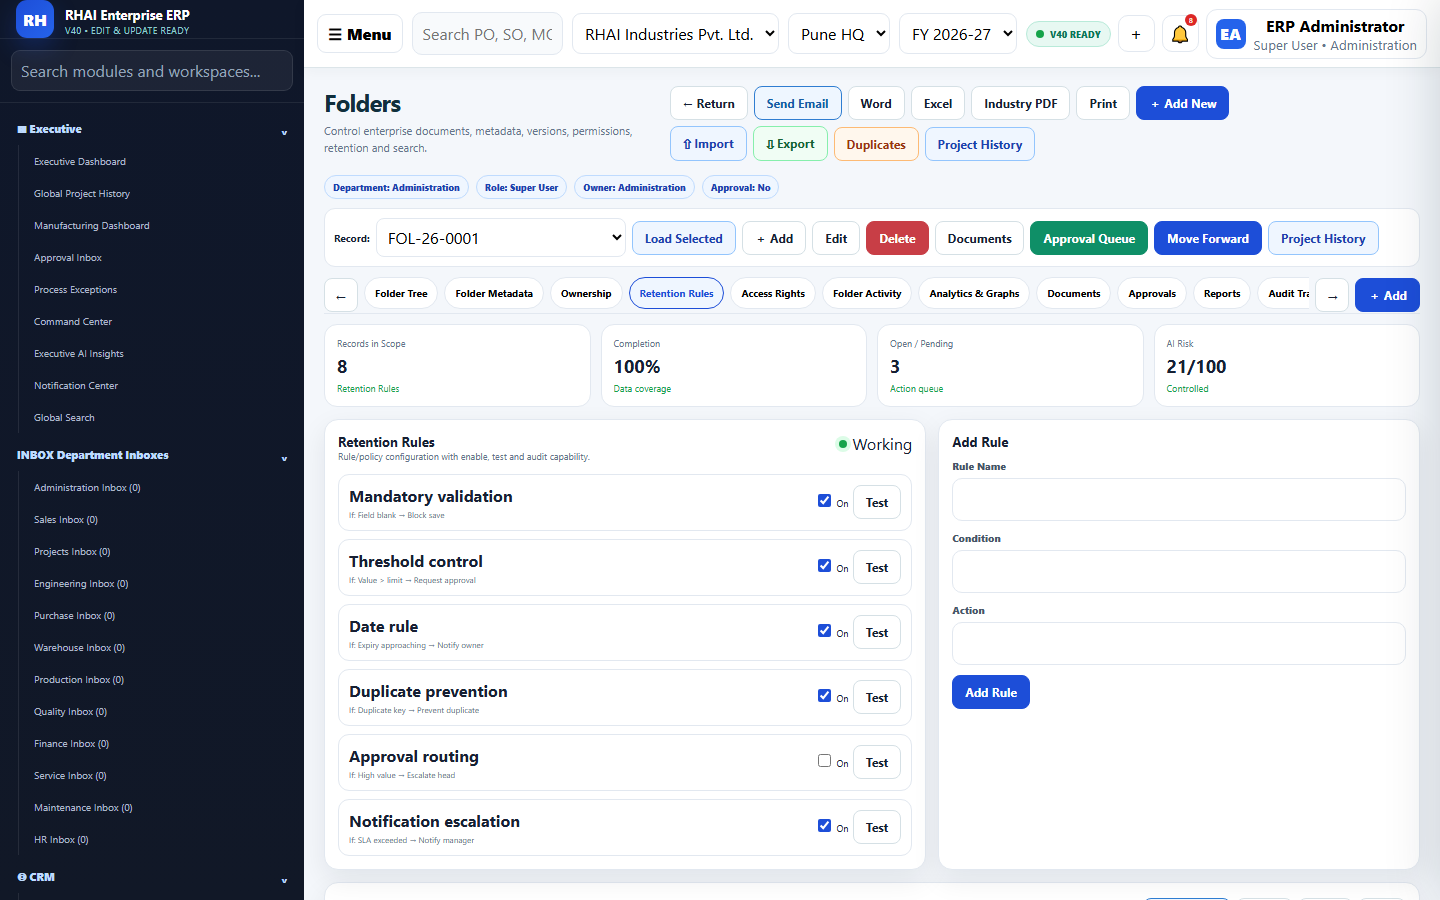 RH
RHAI Enterprise ERP
V40 • EDIT & UPDATE READY
Search modules and workspaces...
Executive
Executive Dashboard
Global Project History
Manufacturing Dashboard
Approval Inbox
Process Exceptions
Command Center
Executive AI Insights
Notification Center
Global Search
INBOX Department Inboxes
Administration Inbox (0)
Sales Inbox (0)
Projects Inbox (0)
Engineering Inbox (0)
Purchase Inbox (0)
Warehouse Inbox (0)
Production Inbox (0)
Quality Inbox (0)
Finance Inbox (0)
Service Inbox (0)
Maintenance Inbox (0)
HR Inbox (0)
CRM
☰ Menu
Search PO, SO, MO
RHAI Industries Pvt. Ltd.
Pune HQ
FY 2026-27
V40 READY
+
8
EA
ERP Administrator
Super User • Administration
Folders
Control enterprise documents, metadata, versions, permissions,
retention and search.
← Return
Send Email
Word
Excel
Industry PDF
Print
+ Add New
⇧ Import
⇩ Export
Duplicates
Project History
Department: Administration
Role: Super User
Owner: Administration
Approval: No
Record:
FOL-26-0001
Load Selected
+ Add
Edit
Delete
Documents
Approval Queue
Move Forward
Project History
←
Folder Tree
Folder Metadata
Ownership
Retention Rules
Access Rights
Folder Activity
Analytics & Graphs
Documents
Approvals
Reports
Audit Tra
→
+ Add
Records in Scope
8
Retention Rules
Completion
100%
Data coverage
Open / Pending
3
Action queue
AI Risk
21/100
Controlled
Retention Rules
Rule/policy configuration with enable, test and audit capability.
Working
Mandatory validation
If: Field blank → Block save
On
Test
Threshold control
If: Value > limit → Request approval
On
Test
Date rule
If: Expiry approaching → Notify owner
On
Test
Duplicate prevention
If: Duplicate key → Prevent duplicate
On
Test
Approval routing
If: High value → Escalate head
On
Test
Notification escalation
If: SLA exceeded → Notify manager
On
Test
Add Rule
Rule Name
Condition
Action
Add Rule